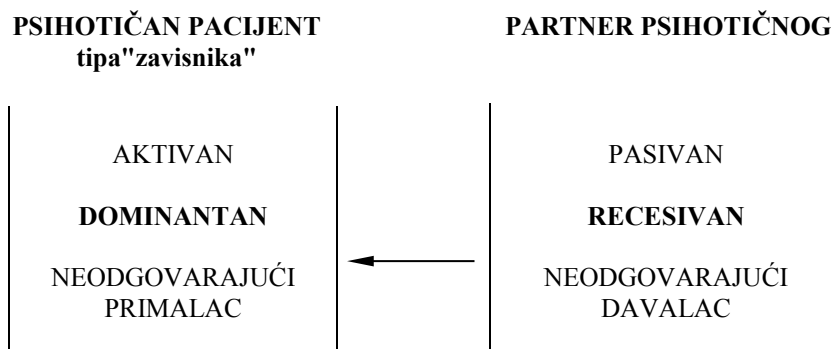 PSIHOTIČAN PACIJENT
tipa"zavisnika"
AKTIVAN
DOMINANTAN
NEODGOVARAJUĆI
PRIMALAC
PARTNER PSIHOTIČNOG
PASIVAN
RECESIVAN
NEODGOVARAJUĆI
DAVALAC